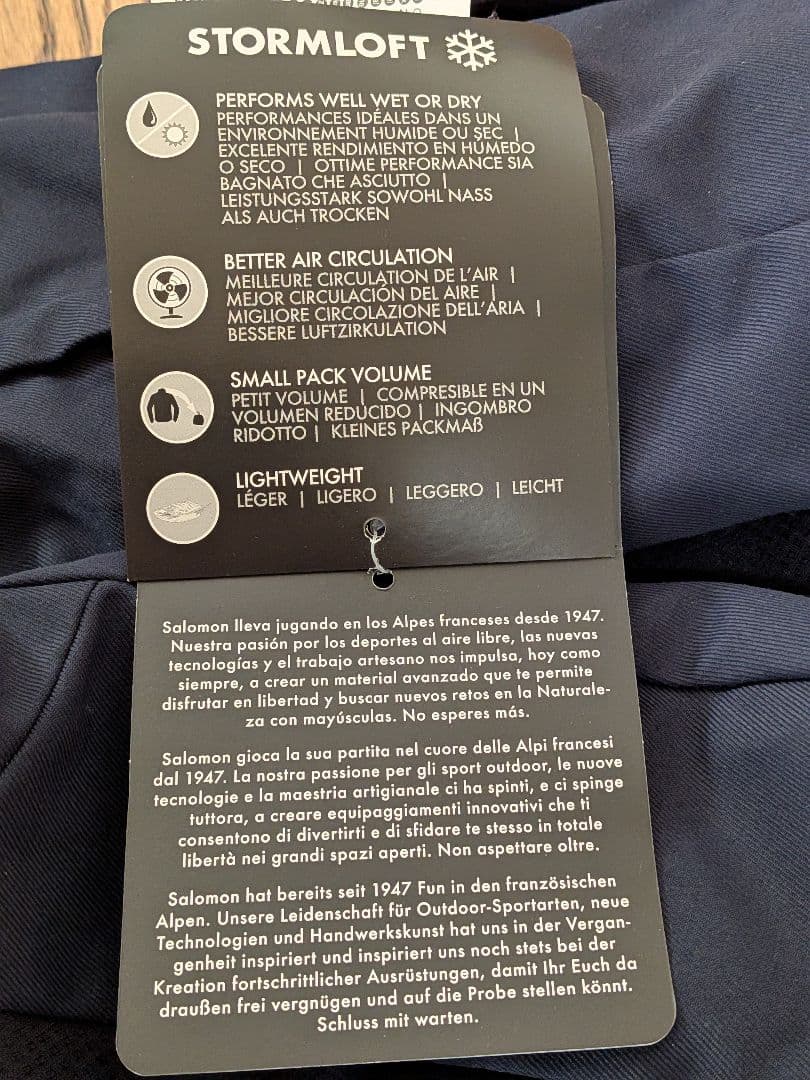 STORMLOFT
PERFORMS WELL WET OR DRY
PERFORMANCES IDÉALES DANS UN
ENVIRONNEMENT HUMIDE OU SEC |
EXCELENTE RENDIMIENTO EN HÚMEDO
O SECO | OTTIME PERFORMANCE SIA
BAGNATO CHE ASCIUTTO |
LEISTUNGSSTARK SOWOHL NASS
ALS AUCH TROCKEN
BETTER AIR CIRCULATION
MEILLEURE CIRCULATION DE L'AIR |
MEJOR CIRCULACIÓN DEL AIRE |
MIGLIORE CIRCOLAZIONE DELL'ARIA |
BESSERE LUFTZIRKULATION
SMALL PACK VOLUME
PETIT VOLUME | COMPRESIBLE EN UN
VOLUMEN REDUCIDO | INGOMBRO
RIDOTTO | KLEINES PACKMAß
LIGHTWEIGHT
LÉGER | LIGERO | LEGGERO | LEICHT
Salomon lleva jugando en los Alpes franceses desde 1947.
Nuestra pasión por los deportes al aire libre, las nuevas
tecnologías y el trabajo artesano nos impulsa, hoy como
siempre, a crear un material avanzado que te permite
disfrutar en libertad y buscar nuevos retos en la Naturale-
za con mayúsculas. No esperes más.
Salomon gioca la sua partita nel cuore delle Alpi francesi
dal 1947. La nostra passione per gli sport outdoor, le nuove
tecnologie e la maestria artigianale ci ha spinti, e ci spinge
tuttora, a creare equipaggiamenti innovativi che ti
consentono di divertirti e di sfidare te stesso in totale
libertà nei grandi spazi aperti. Non aspettare oltre.
Salomon hat bereits seit 1947 Fun in den französischen
Alpen. Unsere Leidenschaft für Outdoor-Sportarten, neue
Technologien und Handwerkskunst hat uns in der Vergan-
genheit inspiriert und inspiriert uns noch stets bei der
Kreation fortschrittlicher Ausrüstungen, damit Ihr Euch da
draußen frei vergnügen und auf die Probe stellen könnt.
Schluss mit warten.